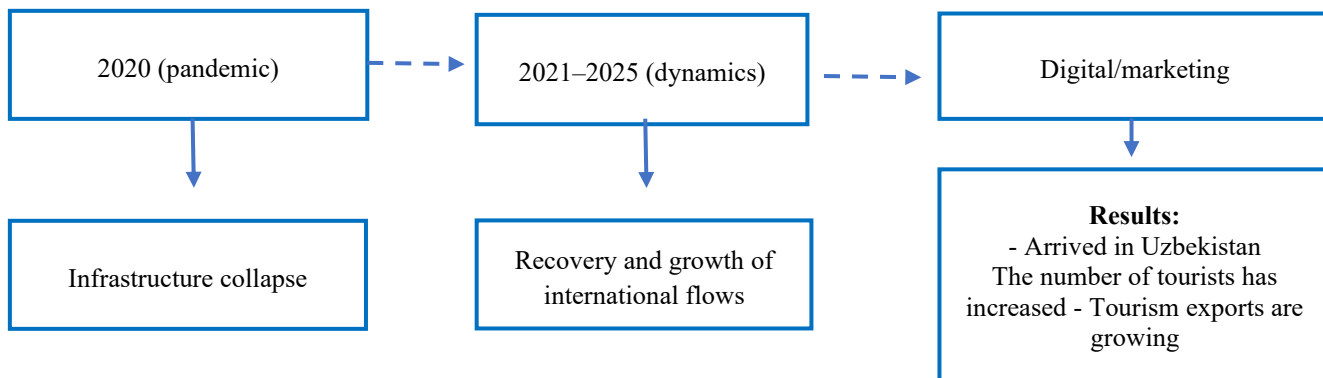 2020 (pandemic)
2021–2025 (dynamics)
Digital/marketing
Infrastructure collapse
Recovery and growth of
international flows
Results:
- Arrived in Uzbekistan
The number of tourists has
increased - Tourism exports are
growing